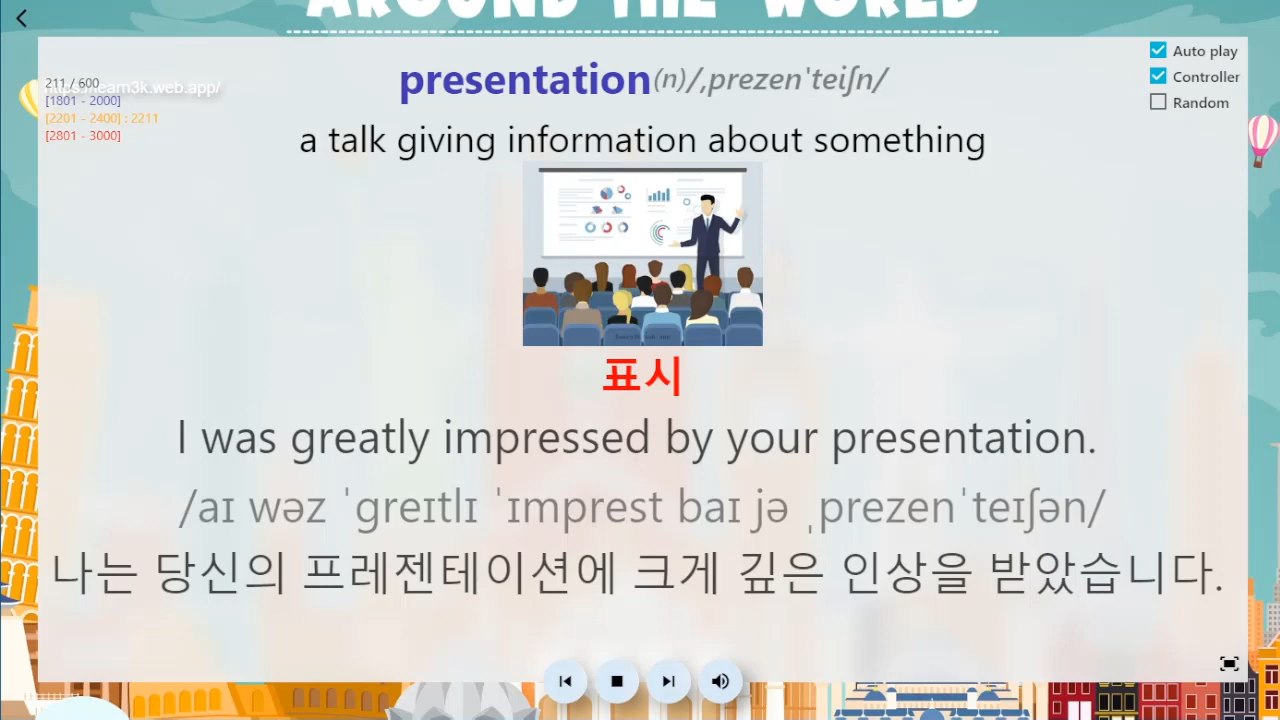 AROUND THE WORLD
Auto play
Controller
Random
211 / 600
https://learn3k.web.app/
[1801 - 2000]
[2201 - 2400] : 2211
[2801 - 3000]
presentation(n)/ˌprezenˈteiʃn/
a talk giving information about something
표시
I was greatly impressed by your presentation.
/aɪ wəz ˈgreɪtlɪ ˈɪmprest baɪ jə ˌprezenˈteɪʃən/
나는 당신의 프레젠테이션에 크게 깊은 인상을 받았습니다.